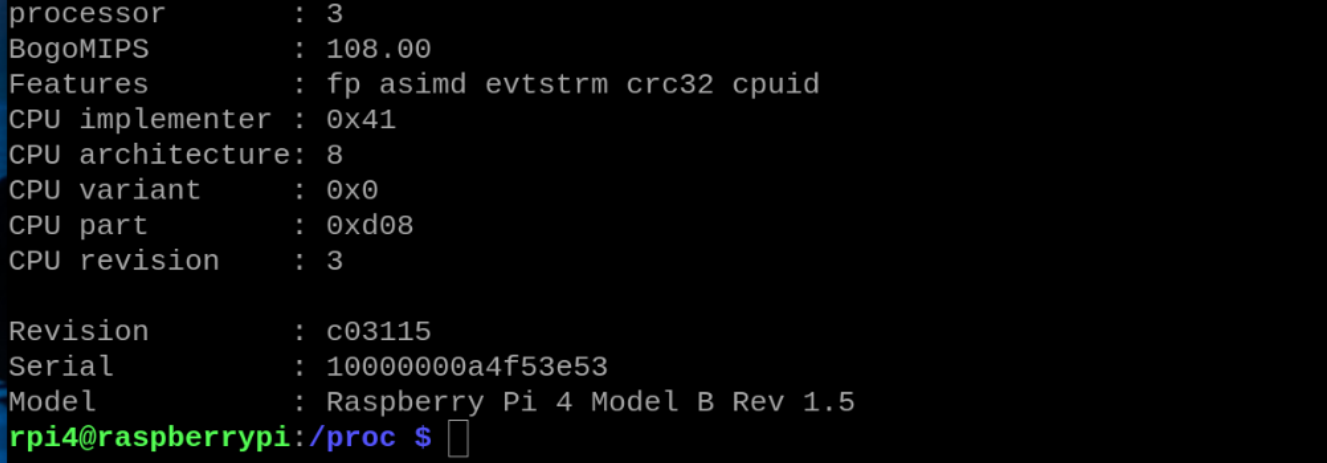 processor : 3
BogoMIPS : 108.00
Features : fp asimd evtstrm crc32 cpuid
CPU implementer : 0x41
CPU architecture: 8
CPU variant : 0x0
CPU part : 0xd08
CPU revision : 3
Revision : c03115
Serial : 10000000a4f53e53
Model : Raspberry Pi 4 Model B Rev 1.5
rpi4@raspberrypi:/proc $